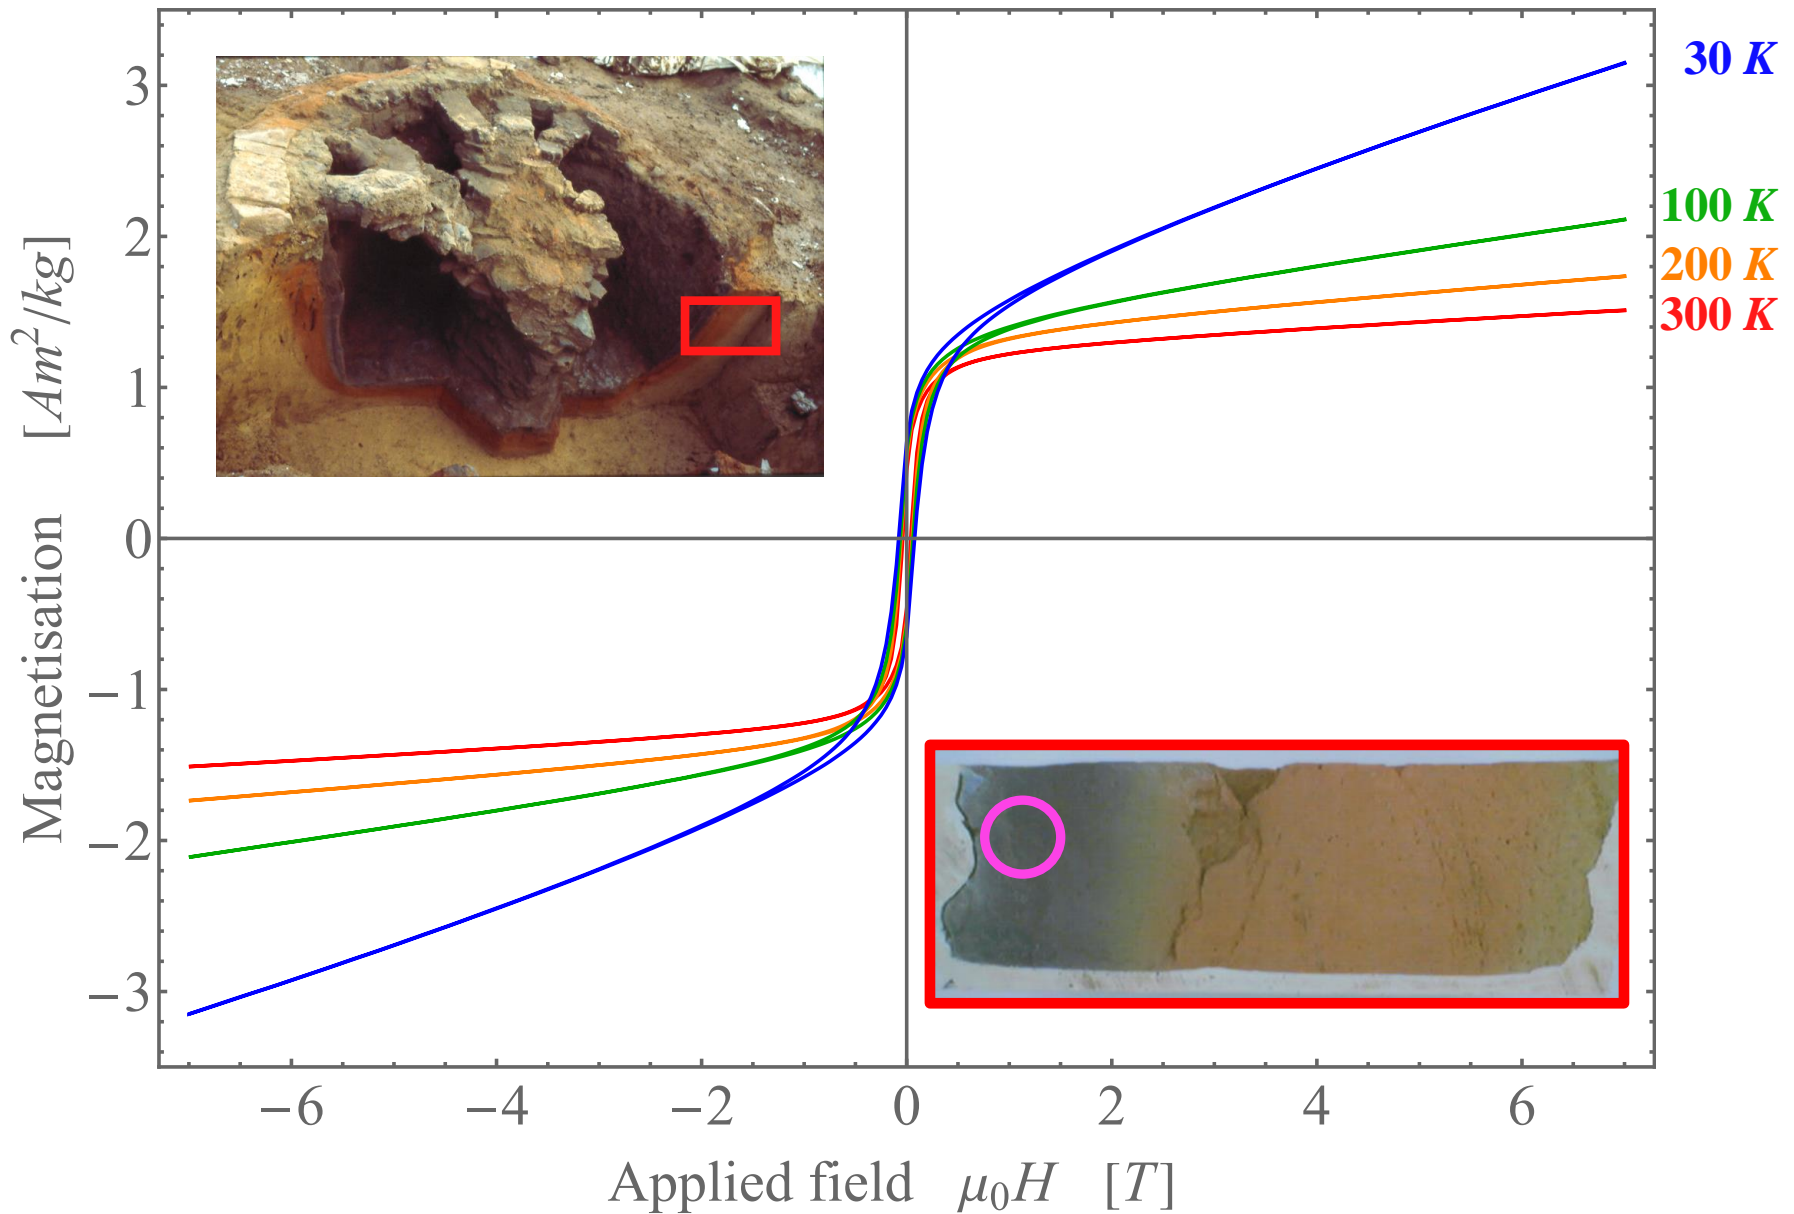 3
2
1
0
−1
−2
−3
Magnetisation [Am²/kg]
30 K
100 K
200 K
300 K
−6 −4 −2 0 2 4 6
Applied field μ₀H [T]